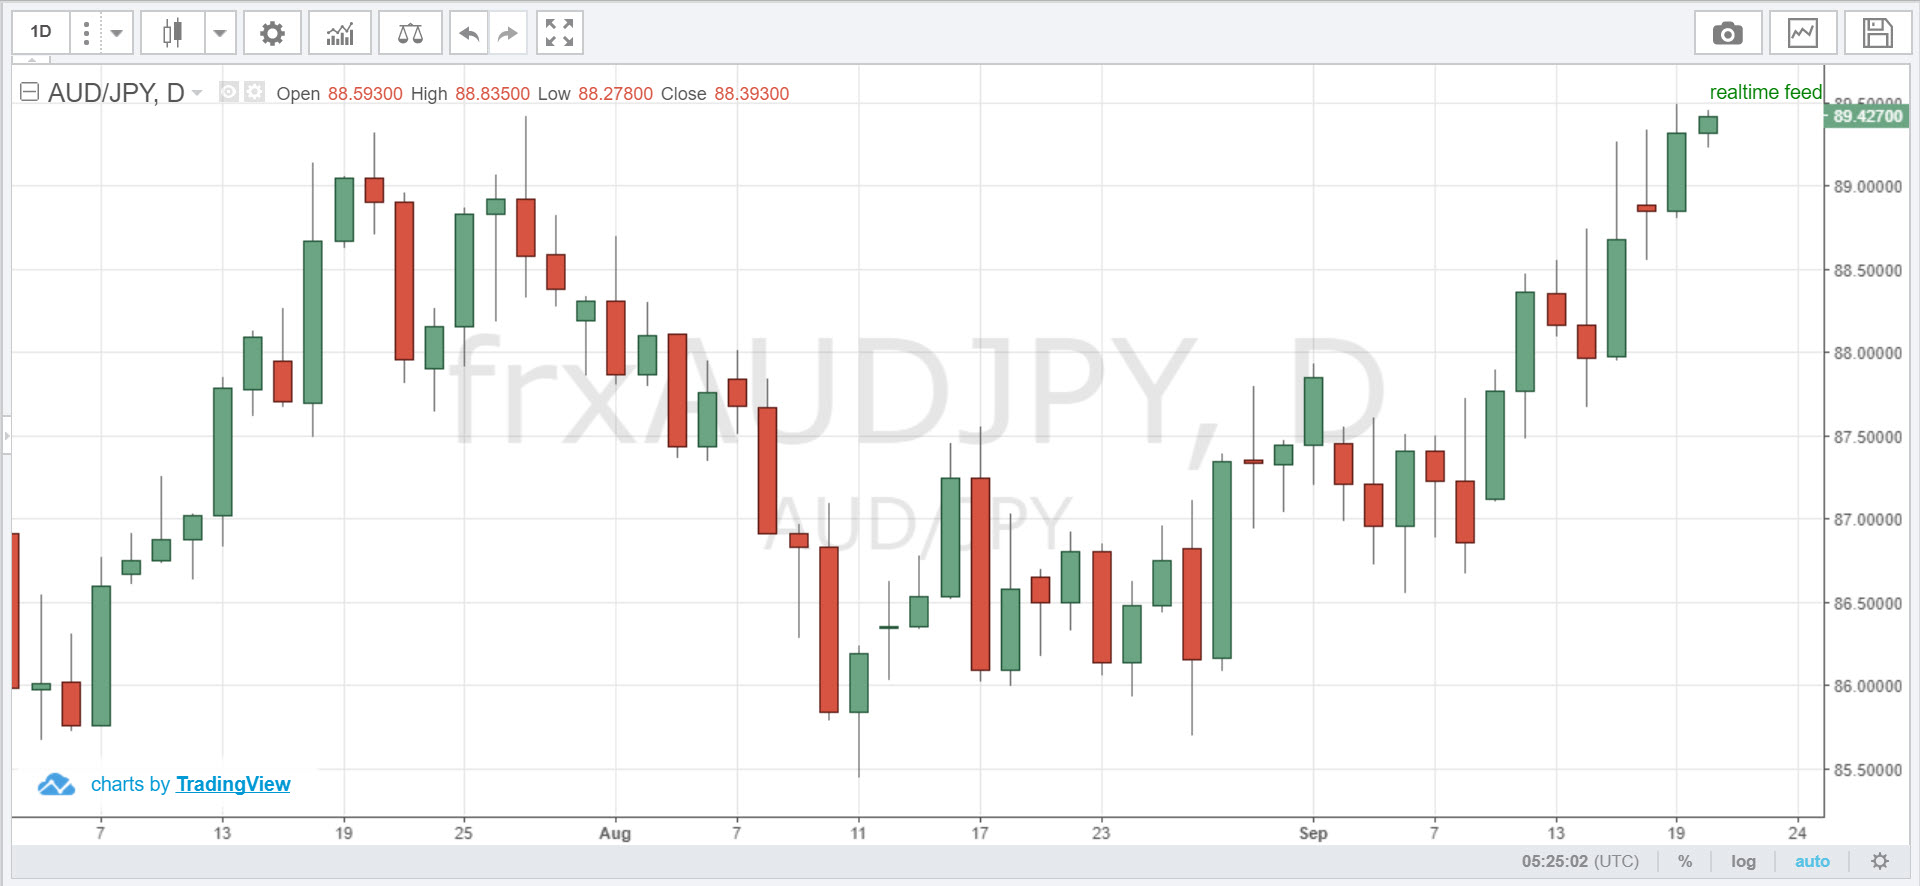 1D
AUD/JPY, D Open 88.59300 High 88.83500 Low 88.27800 Close 88.39300
realtime feed
89.50000
89.42700
89.00000
88.50000
88.00000
87.50000
87.00000
86.50000
86.00000
85.50000
frxAUDJPY, D
AUD/JPY
charts by TradingView
7 13 19 25 Aug 7 11 17 23 Sep 7 13 19 24
05:25:02 (UTC) % log auto